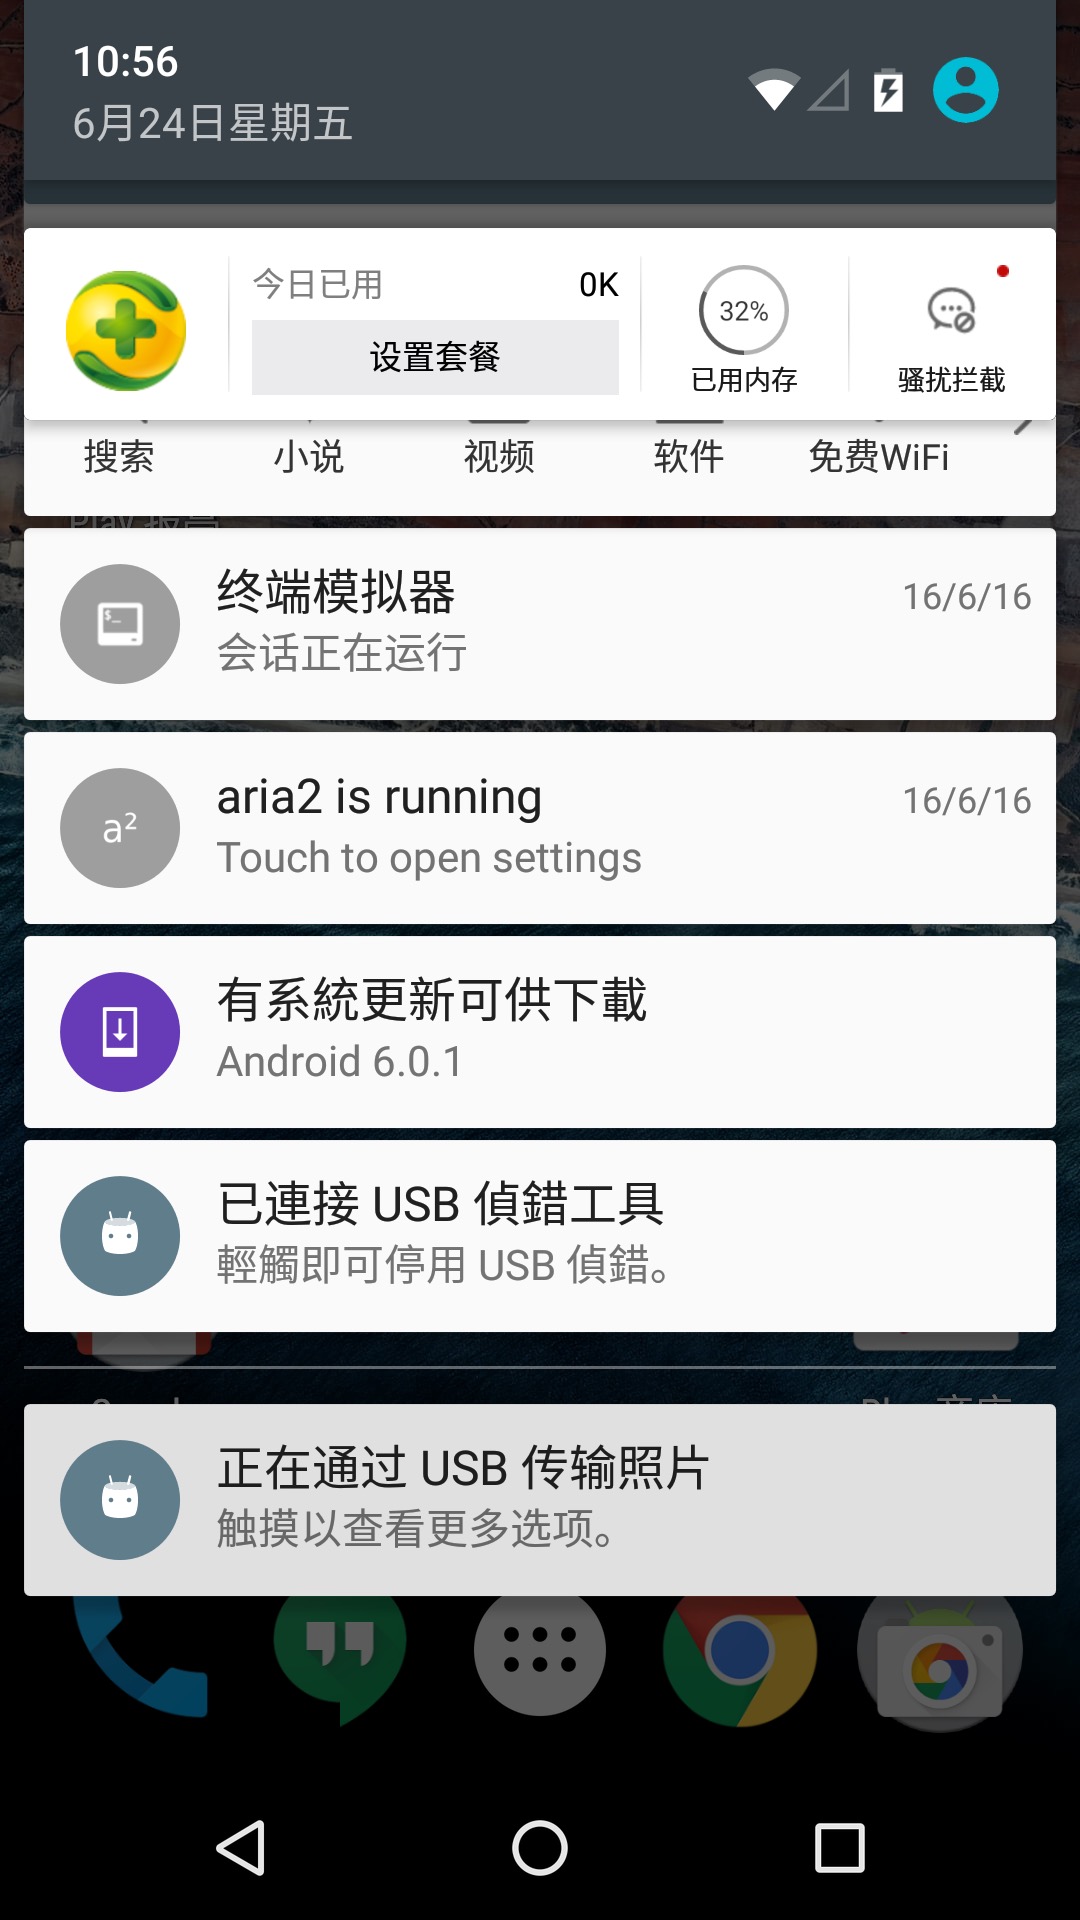 10:56
6月24日星期五
今日已用 0K
设置套餐
32%
已用内存
骚扰拦截
搜索 小说 视频 软件 免费WiFi
终端模拟器 16/6/16
会话正在运行
$_
aria2 is running 16/6/16
a²
Touch to open settings
有系統更新可供下載
Android 6.0.1
已連接 USB 偵錯工具
輕觸即可停用 USB 偵錯。
正在通过 USB 传输照片
触摸以查看更多选项。